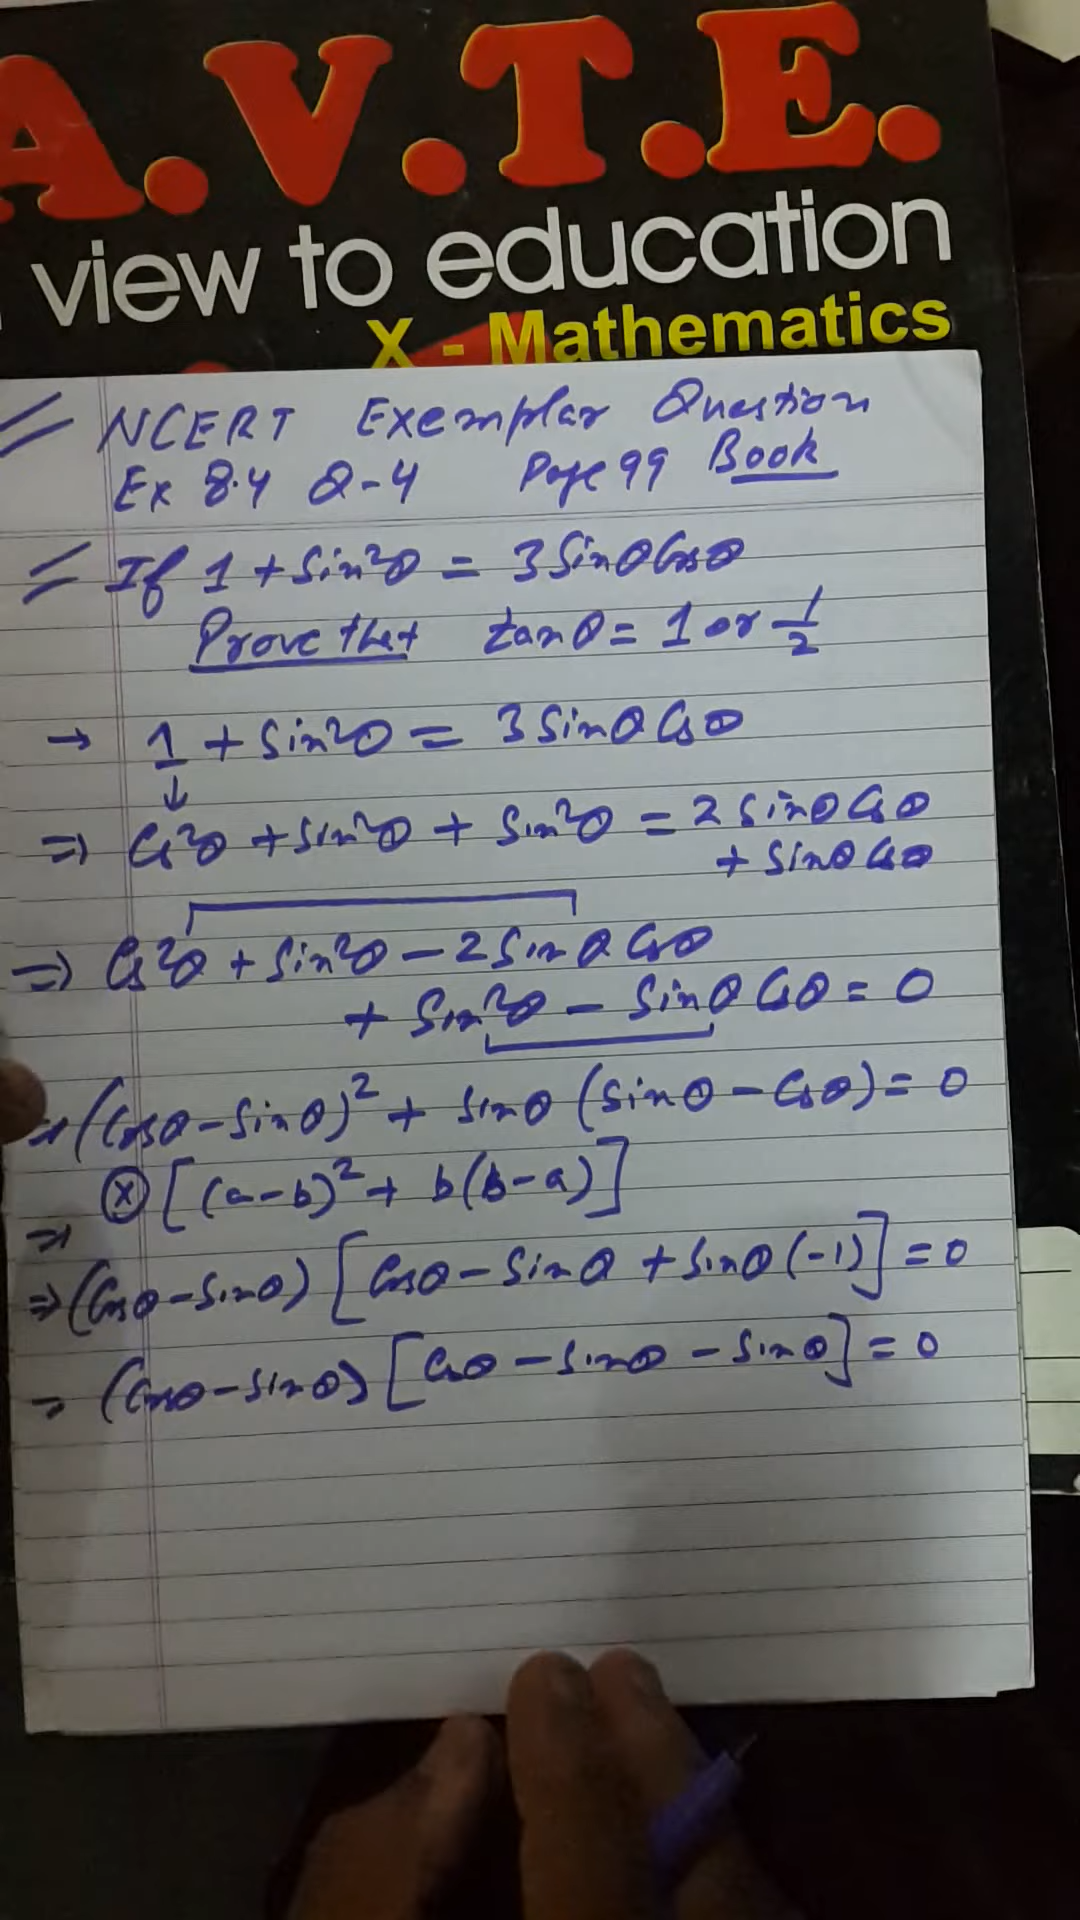 A.V.T.E.
view to education
X - Mathematics
NCERT Exemplar Question
Ex 8.4 Q-4 Page 99 Book
If 1 + Sin²θ = 3 Sinθ Cosθ
Prove that tanθ = 1 or 1/2
→ 1 + Sin²θ = 3 Sinθ Cosθ
↓
⇒ Cos²θ + Sin²θ + Sin²θ = 2 Sinθ Cosθ
+ Sinθ Cosθ
⇒ Cos²θ + Sin²θ - 2 Sinθ Cosθ
+ Sin²θ - Sinθ Cosθ = 0
⇒ (Cosθ - Sinθ)² + Sinθ (Sinθ - Cosθ) = 0
⇒ ⓧ [(a-b)² + b(b-a)]
⇒ (Cosθ - Sinθ) [Cosθ - Sinθ + Sinθ (-1)] = 0
⇒ (Cosθ - Sinθ) [Cosθ - Sinθ - Sinθ] = 0